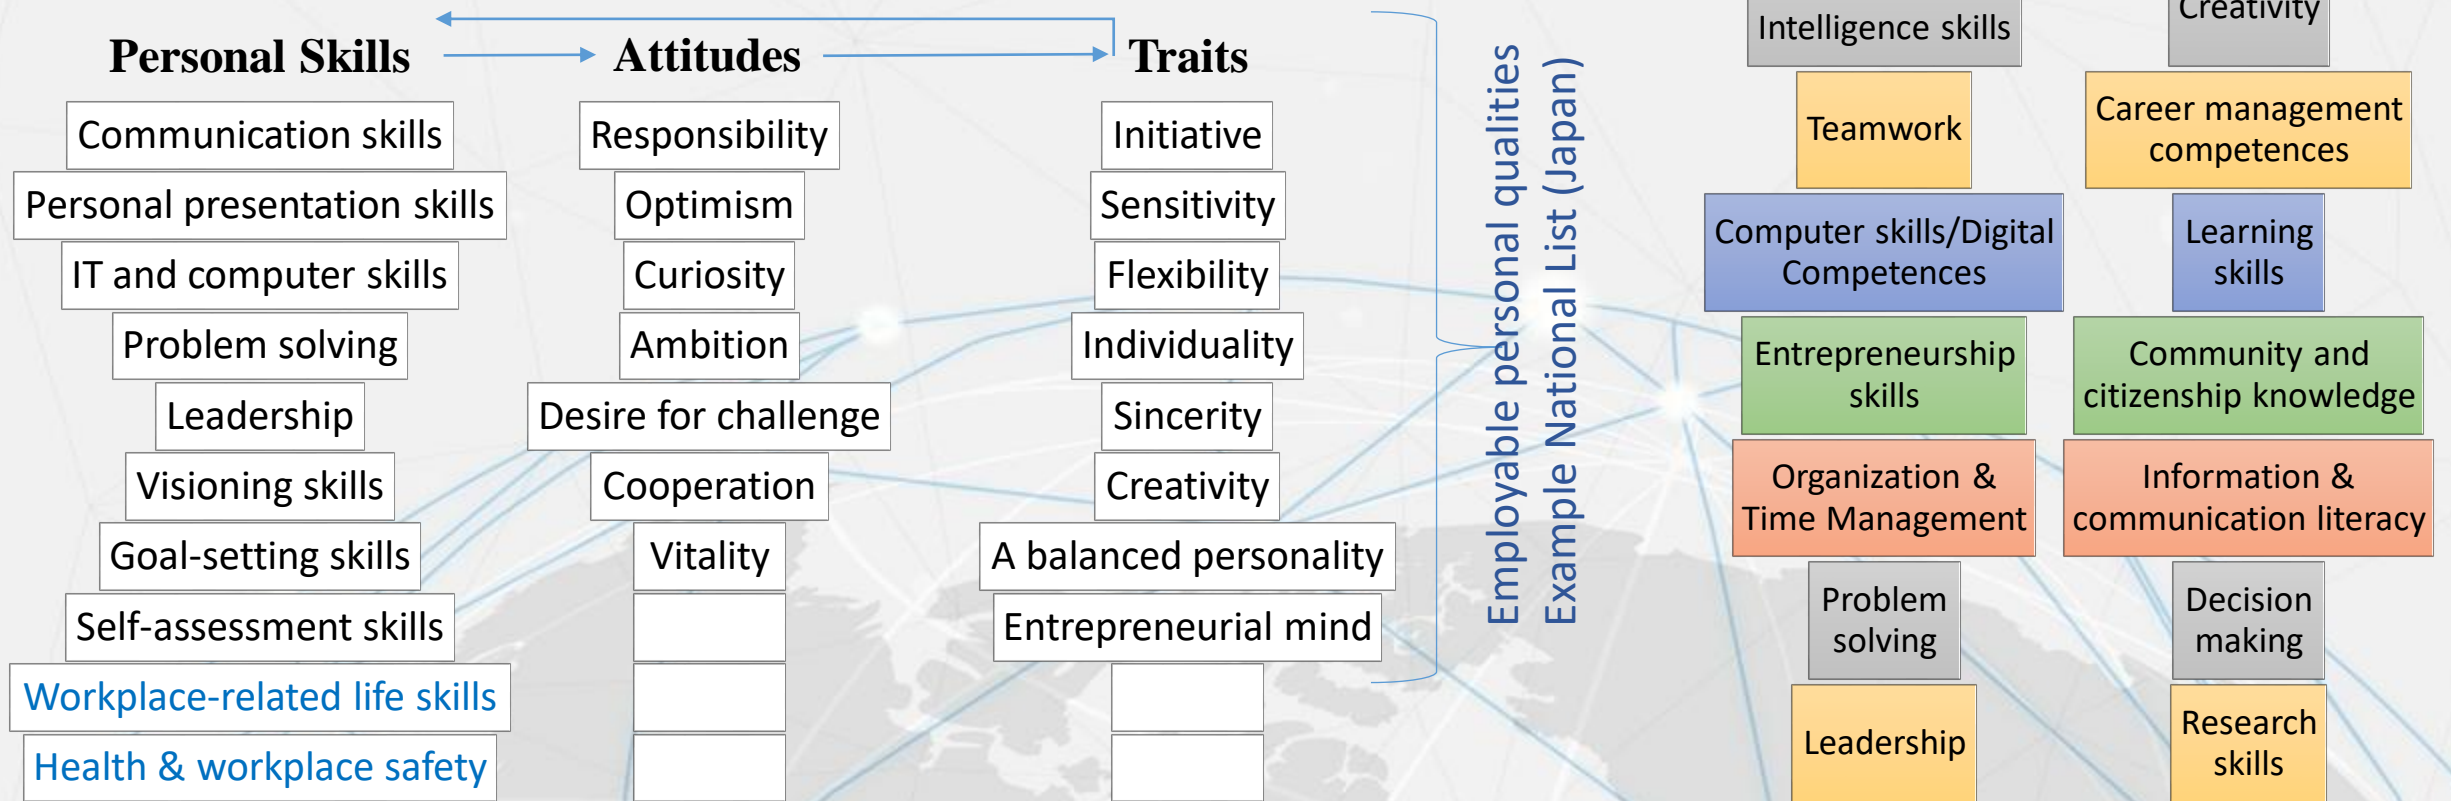 Personal Skills
Communication skills
Personal presentation skills
IT and computer skills
Problem solving
Leadership
Visioning skills
Goal-setting skills
Self-assessment skills
Workplace-related life skills
Health & workplace safety
Attitudes
Responsibility
Optimism
Curiosity
Ambition
Desire for challenge
Cooperation
Vitality
Traits
Initiative
Sensitivity
Flexibility
Individuality
Sincerity
Creativity
A balanced personality
Entrepreneurial mind
Employable personal qualities
Example National List (Japan)
Intelligence skills
Teamwork
Computer skills/Digital
Competences
Entrepreneurship
skills
Organization &
Time Management
Problem
solving
Leadership
Creativity
Career management
competences
Learning
skills
Community and
citizenship knowledge
Information &
communication literacy
Decision
making
Research
skills